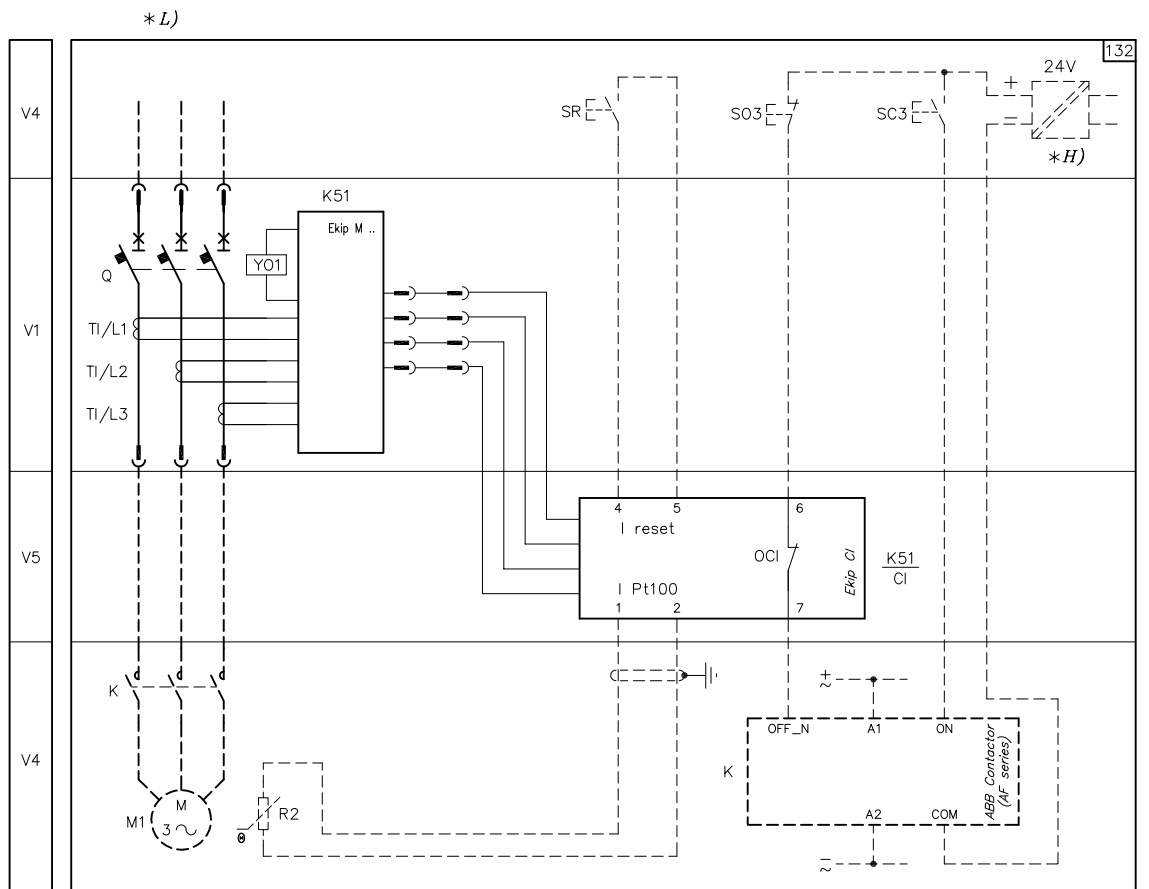 *L)
132
V4
SR
SO3
SC3
+
24V
−
*H)
V1
K51
Ekip M ..
YO1
Q
TI/L1
TI/L2
TI/L3
V5
4 5 6
I reset
OCI
Ekip CI
K51
CI
I Pt100
1 2 7
V4
K
+
~
OFF_N A1 ON
K
ABB Contactor
(AF series)
A2 COM
−
~
M1
M
3 ~
R2
Θ